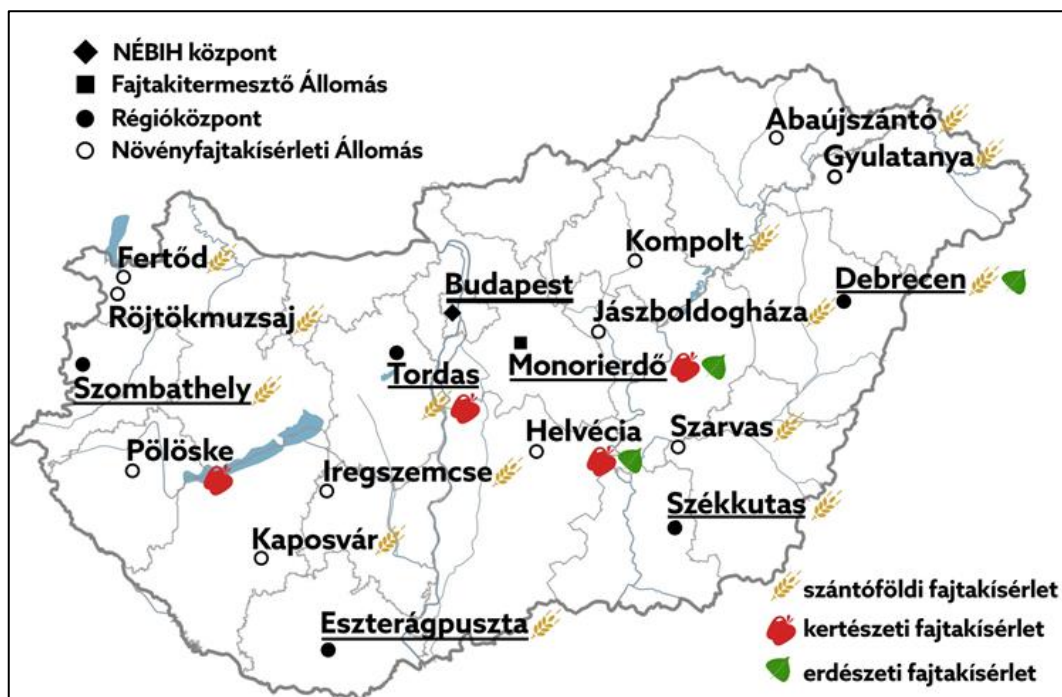 NÉBIH központ
Fajtakitermesztő Állomás
Régióközpont
Növényfajtakísérleti Állomás
Abaújszántó
Gyulatanya
Kompolt
Fertőd
Budapest
Debrecen
Röjtökmuzsaj
Jászboldogháza
Monorierdő
Tordas
Szombathely
Helvécia
Szarvas
Pölöske
Iregszemcse
Székkutas
Kaposvár
Eszterágpuszta
szántóföldi fajtakísérlet
kertészeti fajtakísérlet
erdészeti fajtakísérlet